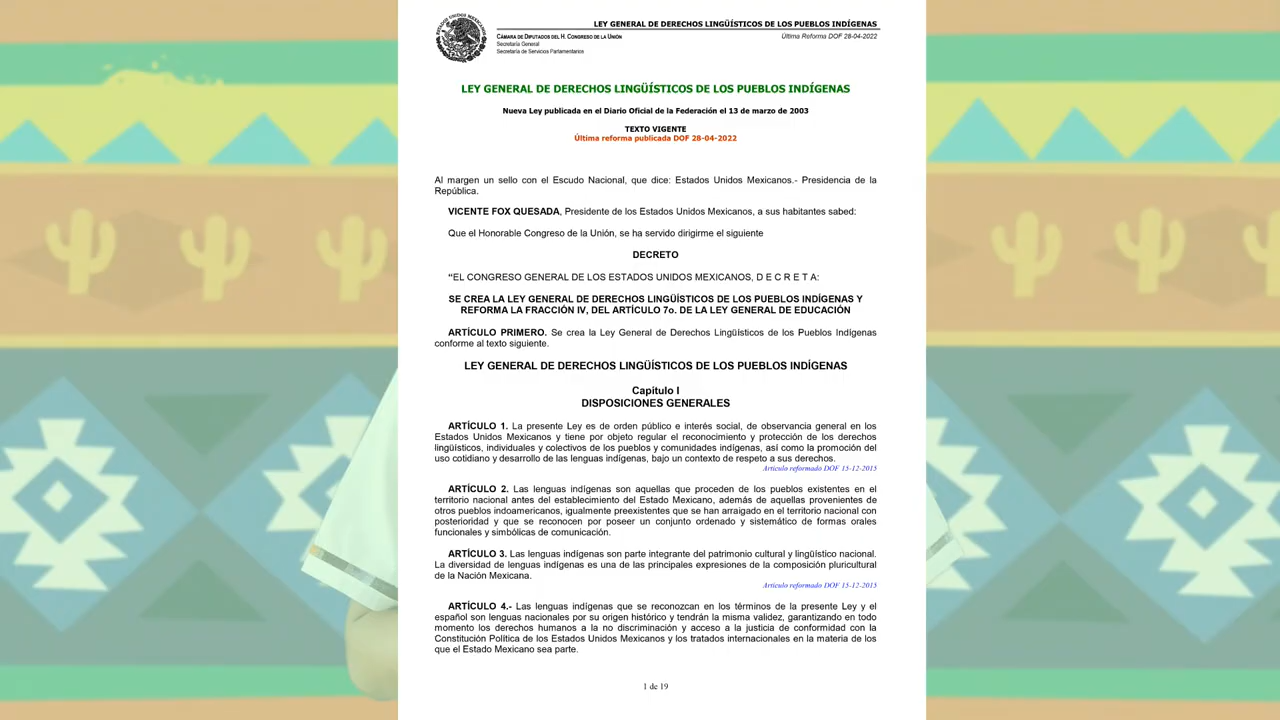 ESTADOS UNIDOS MEXICANOS
LEY GENERAL DE DERECHOS LINGÜÍSTICOS DE LOS PUEBLOS INDÍGENAS
CÁMARA DE DIPUTADOS DEL H. CONGRESO DE LA UNIÓN
Última Reforma DOF 28-04-2022
Secretaría General
Secretaría de Servicios Parlamentarios
LEY GENERAL DE DERECHOS LINGÜÍSTICOS DE LOS PUEBLOS INDÍGENAS
Nueva Ley publicada en el Diario Oficial de la Federación el 13 de marzo de 2003
TEXTO VIGENTE
Última reforma publicada DOF 28-04-2022
Al margen un sello con el Escudo Nacional, que dice: Estados Unidos Mexicanos.- Presidencia de la
República.
VICENTE FOX QUESADA, Presidente de los Estados Unidos Mexicanos, a sus habitantes sabed:
Que el Honorable Congreso de la Unión, se ha servido dirigirme el siguiente
DECRETO
“EL CONGRESO GENERAL DE LOS ESTADOS UNIDOS MEXICANOS, D E C R E T A:
SE CREA LA LEY GENERAL DE DERECHOS LINGÜÍSTICOS DE LOS PUEBLOS INDÍGENAS Y
REFORMA LA FRACCIÓN IV, DEL ARTÍCULO 7o. DE LA LEY GENERAL DE EDUCACIÓN
ARTÍCULO PRIMERO. Se crea la Ley General de Derechos Lingüísticos de los Pueblos Indígenas
conforme al texto siguiente.
LEY GENERAL DE DERECHOS LINGÜÍSTICOS DE LOS PUEBLOS INDÍGENAS
Capítulo I
DISPOSICIONES GENERALES
ARTÍCULO 1. La presente Ley es de orden público e interés social, de observancia general en los
Estados Unidos Mexicanos y tiene por objeto regular el reconocimiento y protección de los derechos
lingüísticos, individuales y colectivos de los pueblos y comunidades indígenas, así como la promoción del
uso cotidiano y desarrollo de las lenguas indígenas, bajo un contexto de respeto a sus derechos.
Artículo reformado DOF 15-12-2015
ARTÍCULO 2. Las lenguas indígenas son aquellas que proceden de los pueblos existentes en el
territorio nacional antes del establecimiento del Estado Mexicano, además de aquellas provenientes de
otros pueblos indoamericanos, igualmente preexistentes que se han arraigado en el territorio nacional con
posterioridad y que se reconocen por poseer un conjunto ordenado y sistemático de formas orales
funcionales y simbólicas de comunicación.
ARTÍCULO 3. Las lenguas indígenas son parte integrante del patrimonio cultural y lingüístico nacional.
La diversidad de lenguas indígenas es una de las principales expresiones de la composición pluricultural
de la Nación Mexicana.
Artículo reformado DOF 15-12-2015
ARTÍCULO 4.- Las lenguas indígenas que se reconozcan en los términos de la presente Ley y el
español son lenguas nacionales por su origen histórico y tendrán la misma validez, garantizando en todo
momento los derechos humanos a la no discriminación y acceso a la justicia de conformidad con la
Constitución Política de los Estados Unidos Mexicanos y los tratados internacionales en la materia de los
que el Estado Mexicano sea parte.
1 de 19